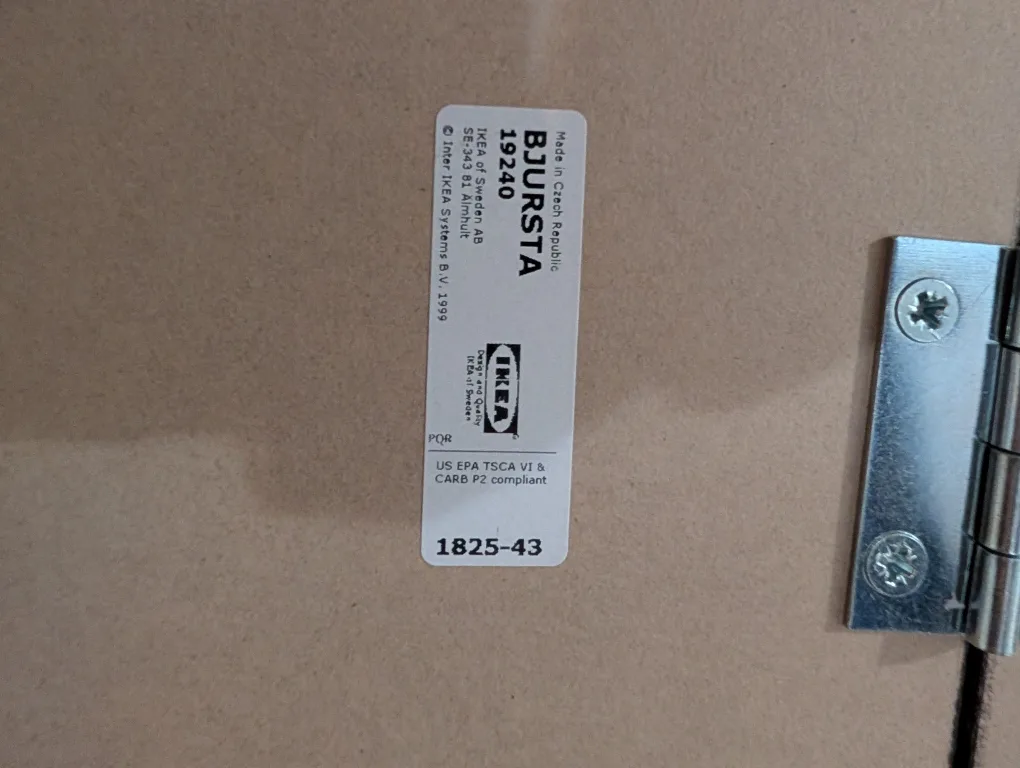 Made in Czech Republic
BJURSTA
19240
IKEA of Sweden AB
SE-343 81 Älmhult
© Inter IKEA Systems B.V. 1999
IKEA
Design and Quality
IKEA of Sweden
PQR
US EPA TSCA VI &
CARB P2 compliant
1825-43